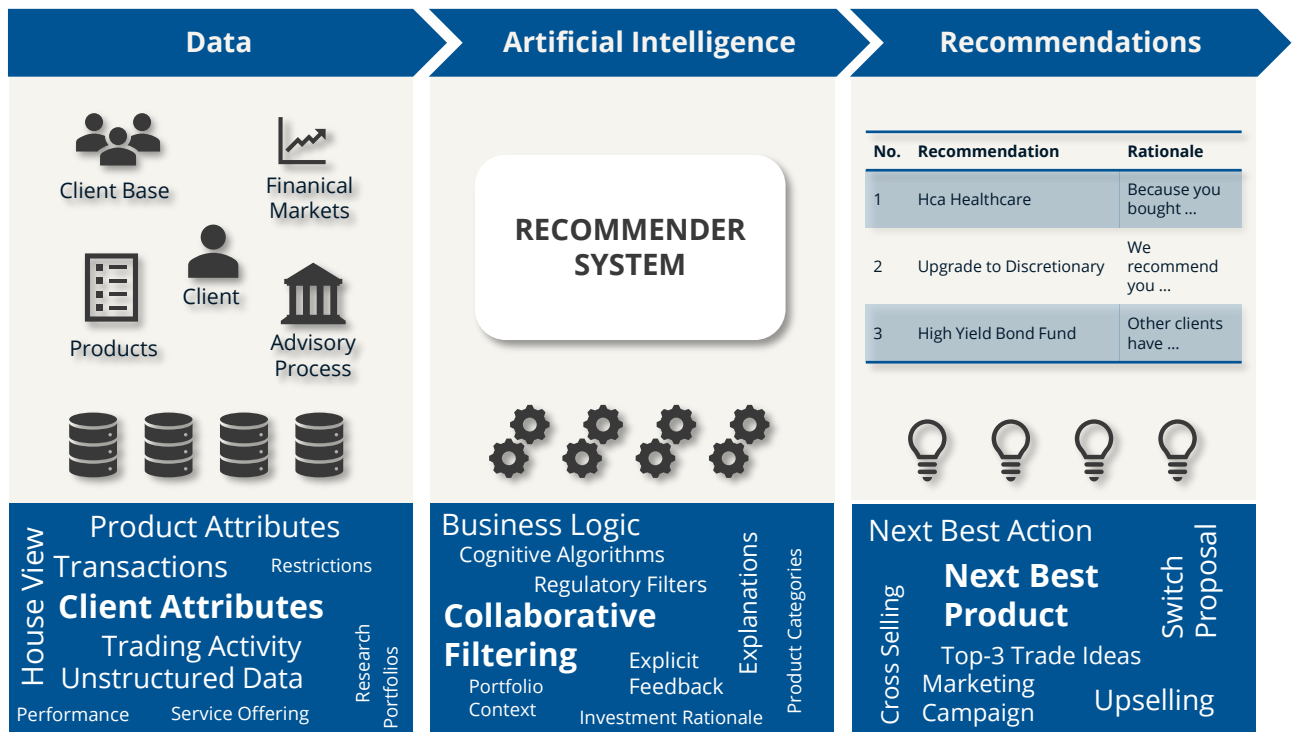 Data
Artificial Intelligence
Recommendations
Client Base
Finanical
Markets
Client
Products
Advisory
Process
RECOMMENDER
SYSTEM
No. Recommendation Rationale
1 Hca Healthcare Because you
bought ...
2 Upgrade to Discretionary We
recommend
you ...
3 High Yield Bond Fund Other clients
have ...
House View
Product Attributes
Transactions
Restrictions
Client Attributes
Trading Activity
Unstructured Data
Research
Portfolios
Performance
Service Offering
Business Logic
Cognitive Algorithms
Regulatory Filters
Collaborative
Filtering
Explanations
Product Categories
Explicit
Feedback
Portfolio
Context
Investment Rationale
Next Best Action
Next Best
Product
Switch
Proposal
Cross Selling
Top-3 Trade Ideas
Marketing
Campaign
Upselling